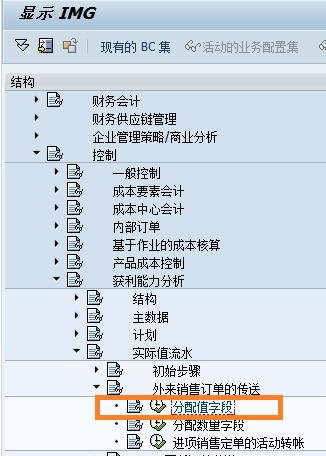 显示 IMG
现有的 BC 集 活动的业务配置集
结构
财务会计
财务供应链管理
企业管理策略/商业分析
控制
一般控制
成本要素会计
成本中心会计
内部订单
基于作业的成本核算
产品成本控制
获利能力分析
结构
主数据
计划
实际值流水
初始步骤
外来销售订单的传送
分配值字段
分配数量字段
进项销售定单的活动转帐